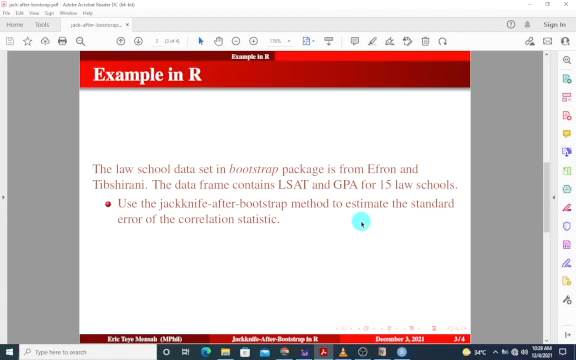 jack-after-bootsrap.pdf - Adobe Acrobat Reader DC (64-bit)
File Edit View Sign Window Help
Home Tools jack-after-bootstrap... × Sign In
(3 of 4)
Example in R
Example in R
The law school data set in bootstrap package is from Efron and
Tibshirani. The data frame contains LSAT and GPA for 15 law schools.
Use the jackknife-after-bootstrap method to estimate the standard
error of the correlation statistic.
Eric Teye Mensah (MPhil) Jackknife-After-Bootstrap in R December 3, 2021 3/4
Type here to search
34°C
10:39 AM
12/4/2021